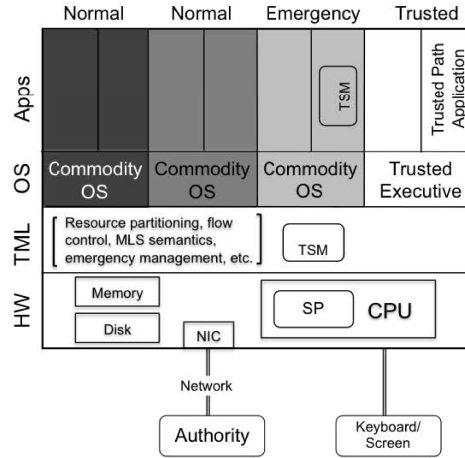 Normal
Normal
Emergency
Trusted
Apps
TSM
Trusted Path
Application
OS
Commodity
OS
Commodity
OS
Commodity
OS
Trusted
Executive
TML
Resource partitioning, flow
control, MLS semantics,
emergency management, etc.
TSM
HW
Memory
Disk
NIC
SP
CPU
Network
Authority
Keyboard/
Screen